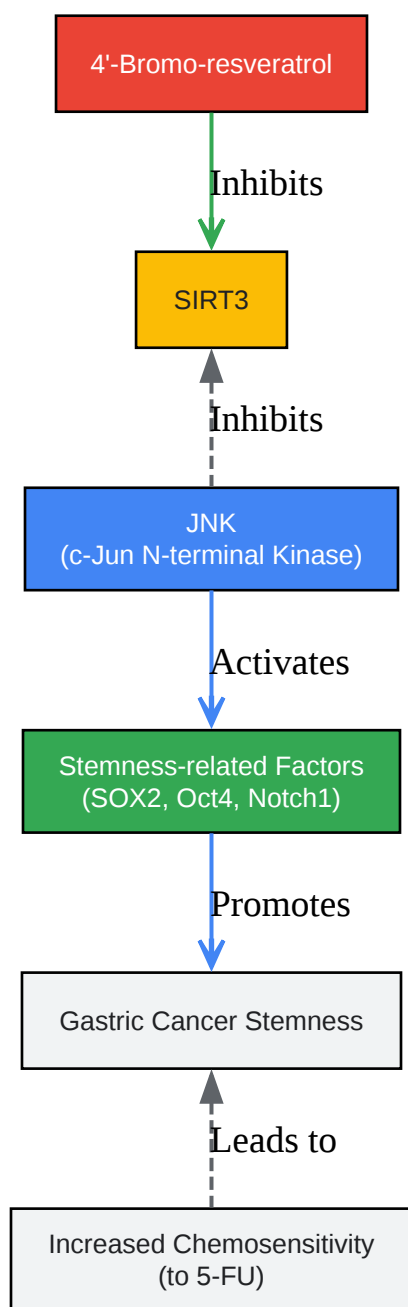 4'-Bromo-resveratrol
Inhibits
SIRT3
Inhibits
JNK
(c-Jun N-terminal Kinase)
Activates
Stemness-related Factors
(SOX2, Oct4, Notch1)
Promotes
Gastric Cancer Stemness
Leads to
Increased Chemosensitivity
(to 5-FU)